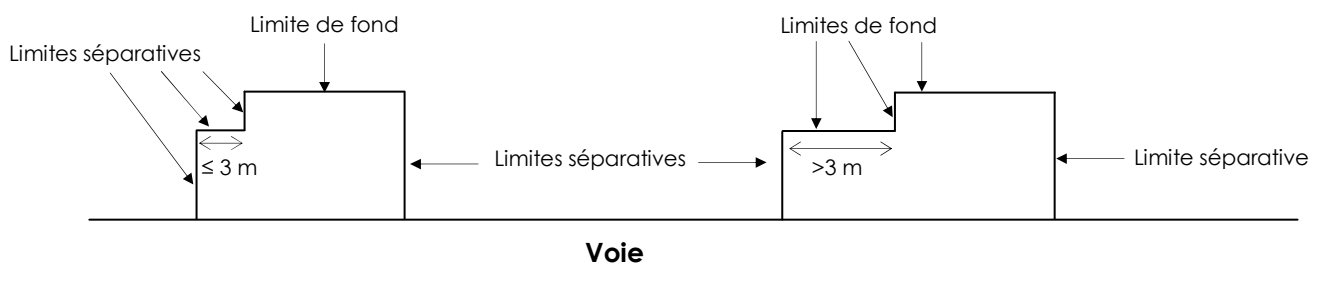 Limite de fond
Limites de fond
Limites séparatives
≤ 3 m
Limites séparatives
>3 m
Limite séparative
Voie